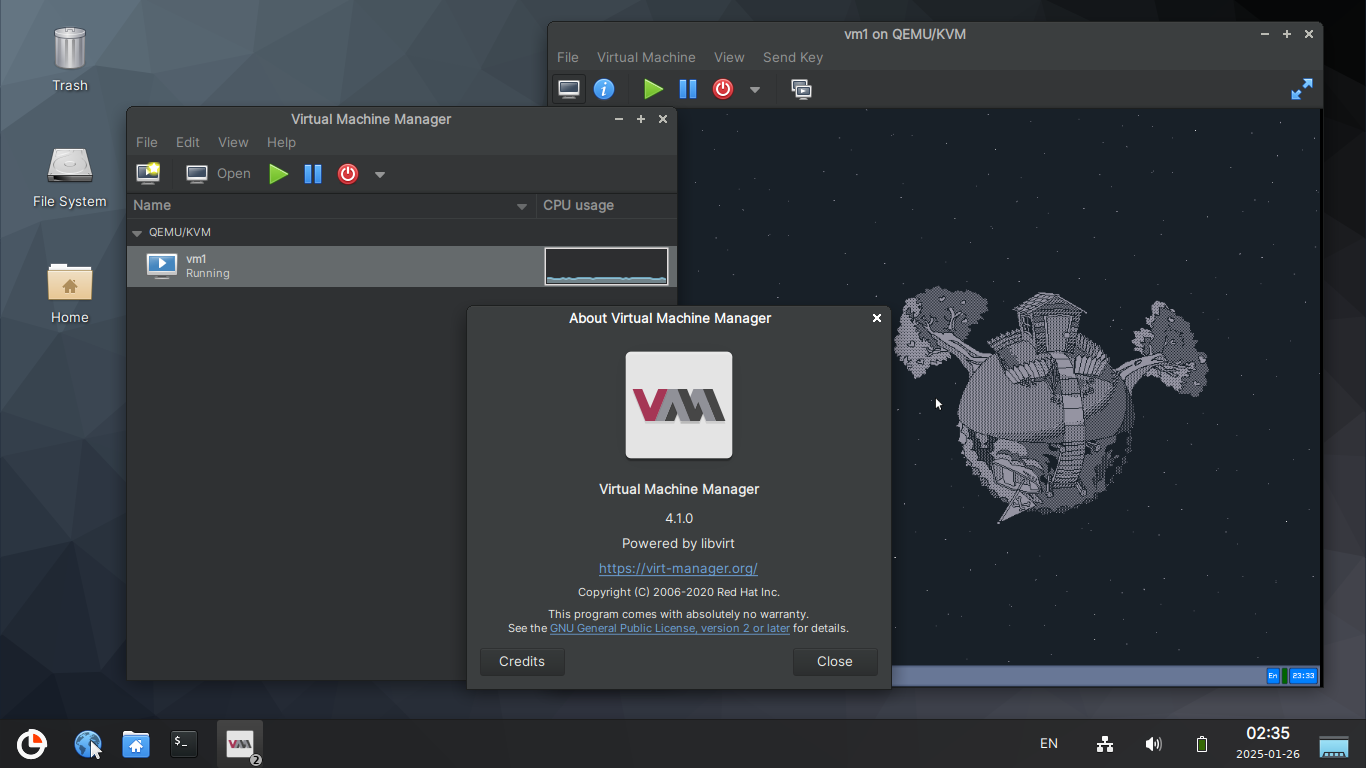 Trash
File System
Home
vm1 on QEMU/KVM
File Virtual Machine View Send Key
Virtual Machine Manager
File Edit View Help
Open
Name CPU usage
QEMU/KVM
vm1
Running
About Virtual Machine Manager
VMM
Virtual Machine Manager
4.1.0
Powered by libvirt
https://virt-manager.org/
Copyright (C) 2006-2020 Red Hat Inc.
This program comes with absolutely no warranty.
See the GNU General Public License, version 2 or later for details.
Credits Close
En 23:33
>_
VMM
2
EN
02:35
2025-01-26